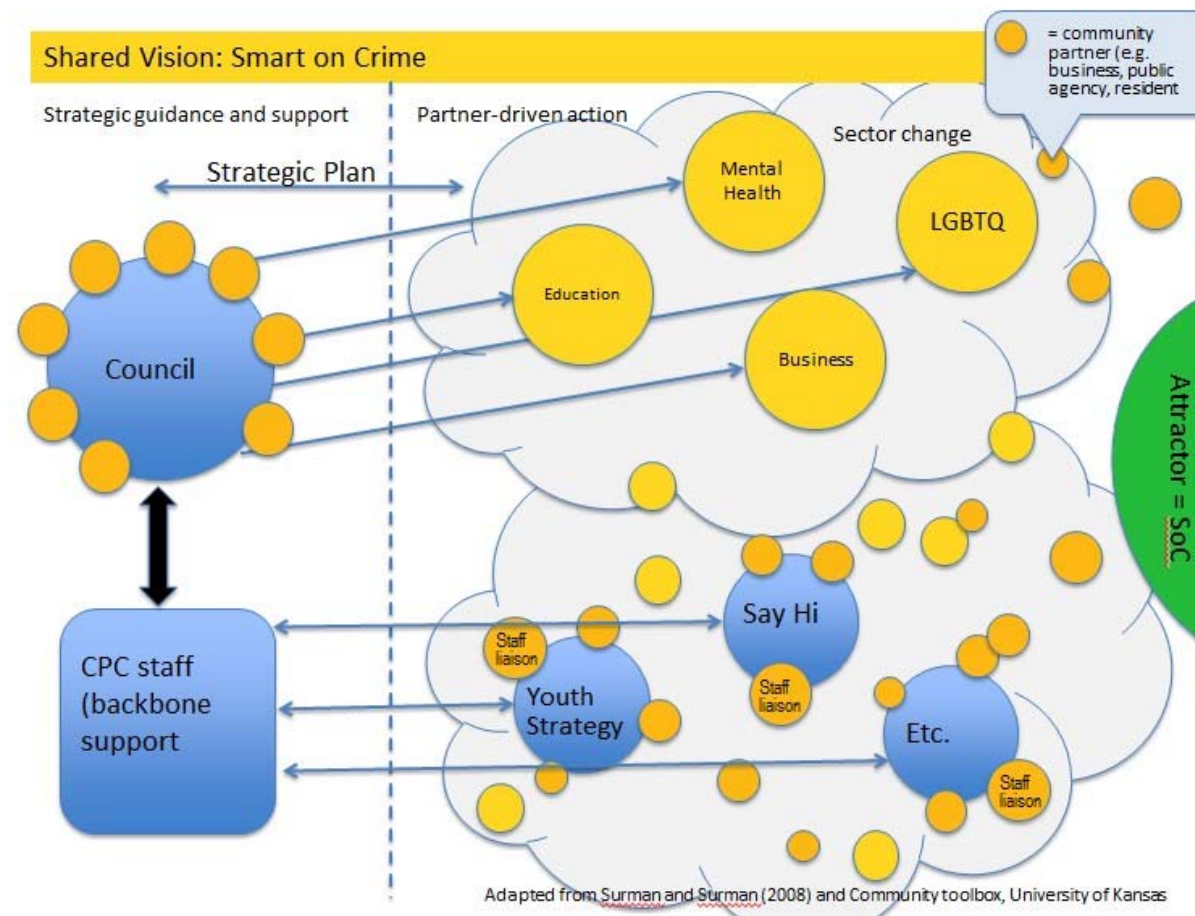 Shared Vision: Smart on Crime
= community
partner (e.g.
business, public
agency, resident
Strategic guidance and support
Partner-driven action
Sector change
Strategic Plan
Mental
Health
LGBTQ
Education
Business
Council
Attractor = SoC
CPC staff
(backbone
support
Say Hi
Staff
liaison
Staff
liaison
Youth
Strategy
Etc.
Staff
liaison
Adapted from Surman and Surman (2008) and Community toolbox, University of Kansas